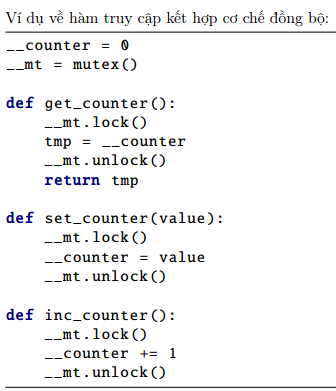 Ví dụ về hàm truy cập kết hợp cơ chế đồng bộ:
__counter = 0
__mt = mutex()

def get_counter():
    __mt.lock()
    tmp = __counter
    __mt.unlock()
    return tmp

def set_counter(value):
    __mt.lock()
    __counter = value
    __mt.unlock()

def inc_counter():
    __mt.lock()
    __counter += 1
    __mt.unlock()